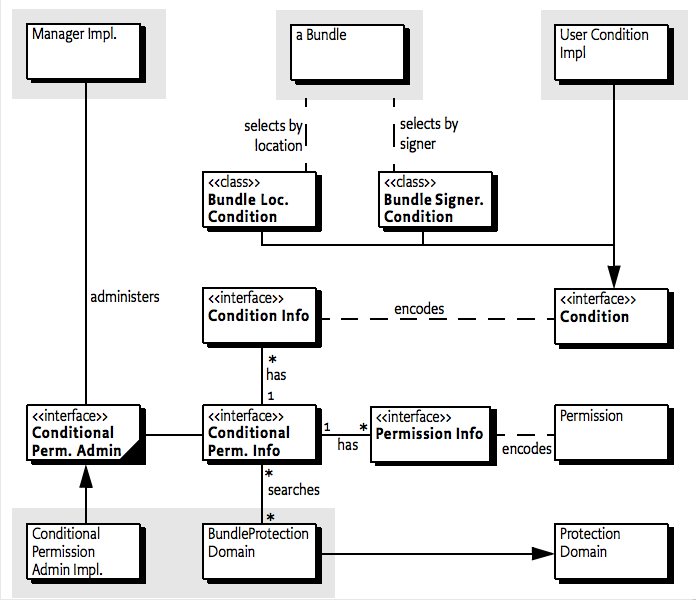 Manager Impl.
a Bundle
User Condition
Impl
selects by
location
selects by
signer
<<class>>
Bundle Loc.
Condition
<<class>>
Bundle Signer.
Condition
administers
<<interface>>
Condition Info
encodes
<<interface>>
Condition
*
has
1
<<interface>>
Conditional
Perm. Admin
<<interface>>
Conditional
Perm. Info
1
*
has
<<interface>>
Permission Info
encodes
Permission
*
searches
*
Conditional
Permission
Admin Impl.
BundleProtection
Domain
Protection
Domain